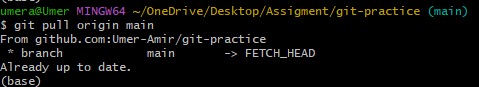 (base)
umera@Umer MINGW64 ~/OneDrive/Desktop/Assigment/git-practice (main)
$ git pull origin main
From github.com:Umer-Amir/git-practice
 * branch            main       -> FETCH_HEAD
Already up to date.
(base)